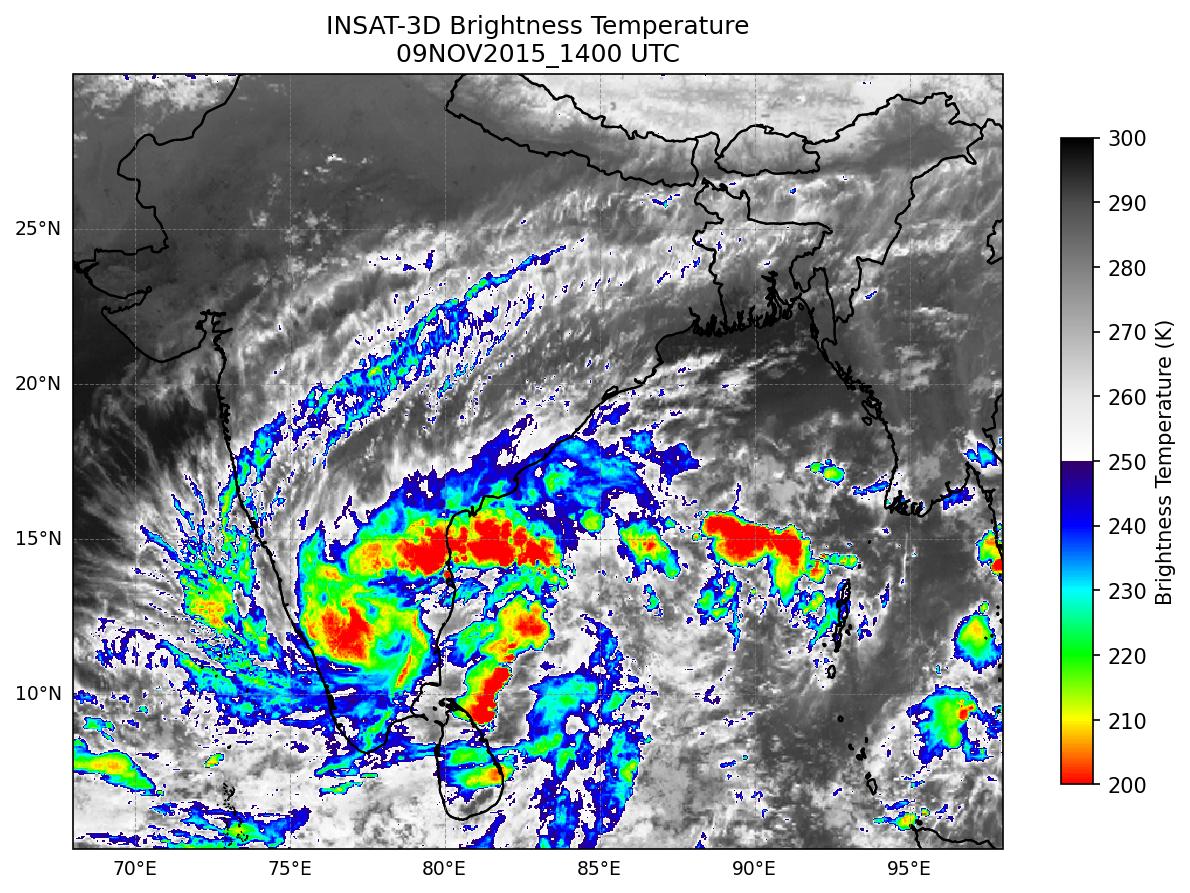 INSAT-3D Brightness Temperature
09NOV2015_1400 UTC
25°N
20°N
15°N
10°N
70°E
75°E
80°E
85°E
90°E
95°E
300
290
280
270
260
250
240
230
220
210
200
Brightness Temperature (K)